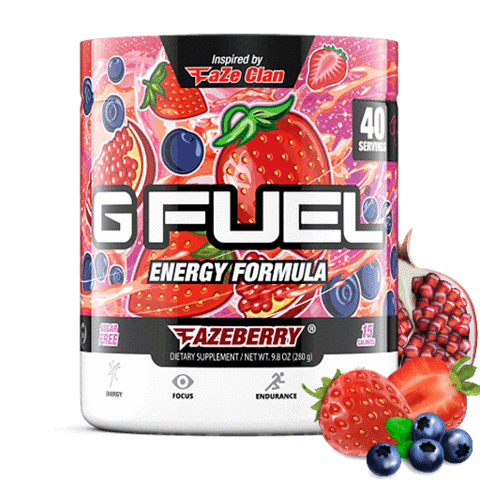 Inspired by
FaZe Clan
40
SERVINGS
G FUEL
ENERGY FORMULA
FAZEBERRY®
SUGAR
FREE
15
CALORIES
DIETARY SUPPLEMENT / NET WT. 9.8 OZ (280 g)
ENERGY
FOCUS
ENDURANCE